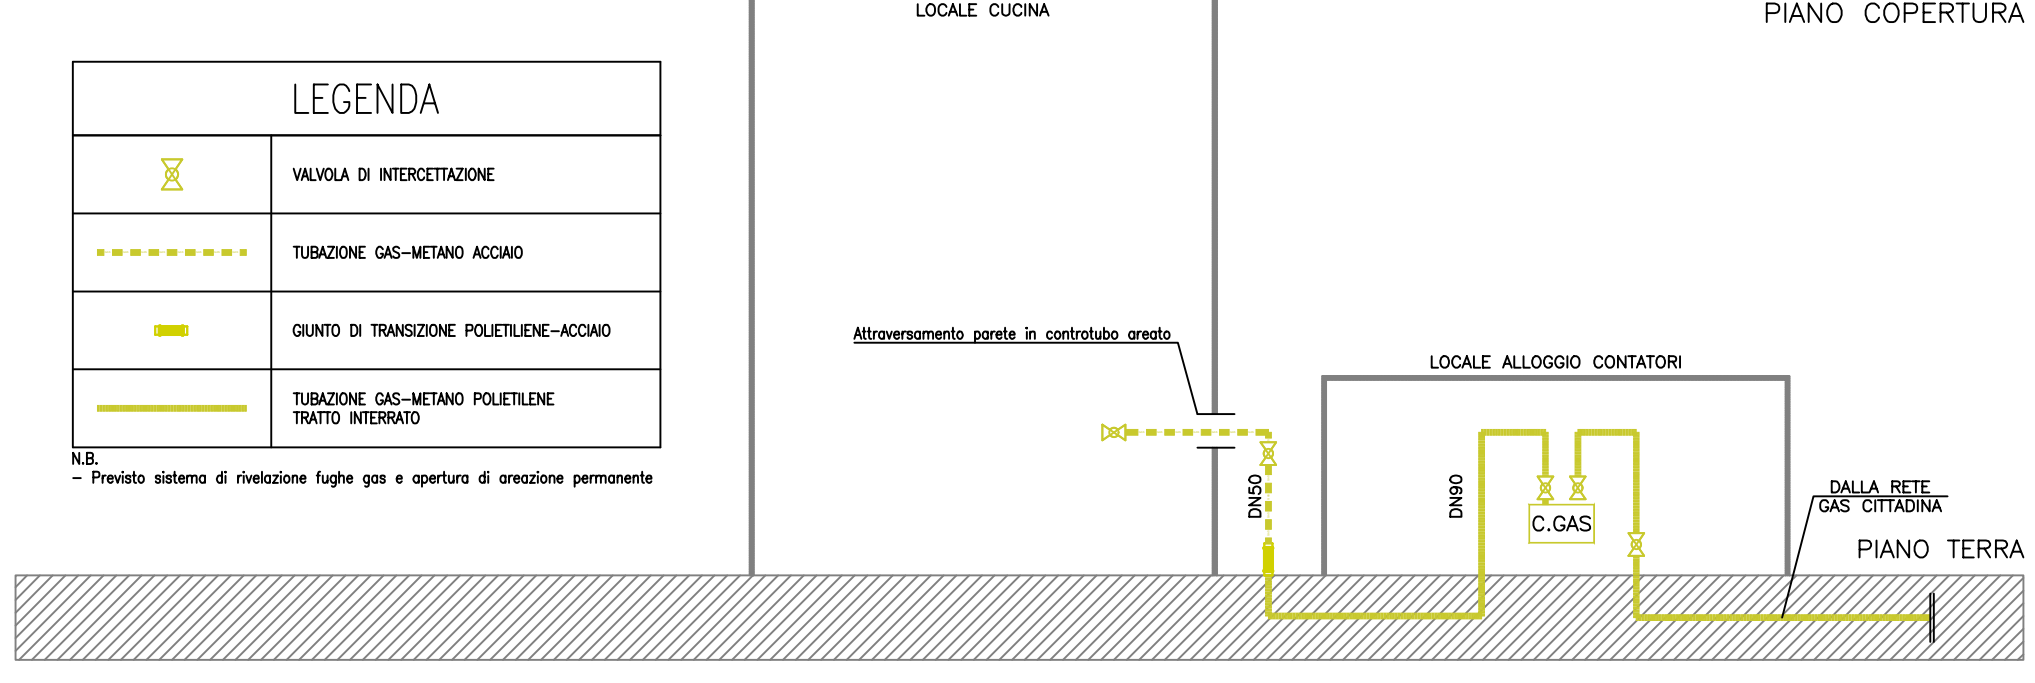 LOCALE CUCINA
PIANO COPERTURA
LEGENDA
VALVOLA DI INTERCETTAZIONE
TUBAZIONE GAS-METANO ACCIAIO
GIUNTO DI TRANSIZIONE POLIETILIENE-ACCIAIO
TUBAZIONE GAS-METANO POLIETILENE
TRATTO INTERRATO
N.B.
- Previsto sistema di rivelazione fughe gas e apertura di areazione permanente
Attraversamento parete in controtubo areato
LOCALE ALLOGGIO CONTATORI
DN50
DN90
C.GAS
DALLA RETE
GAS CITTADINA
PIANO TERRA